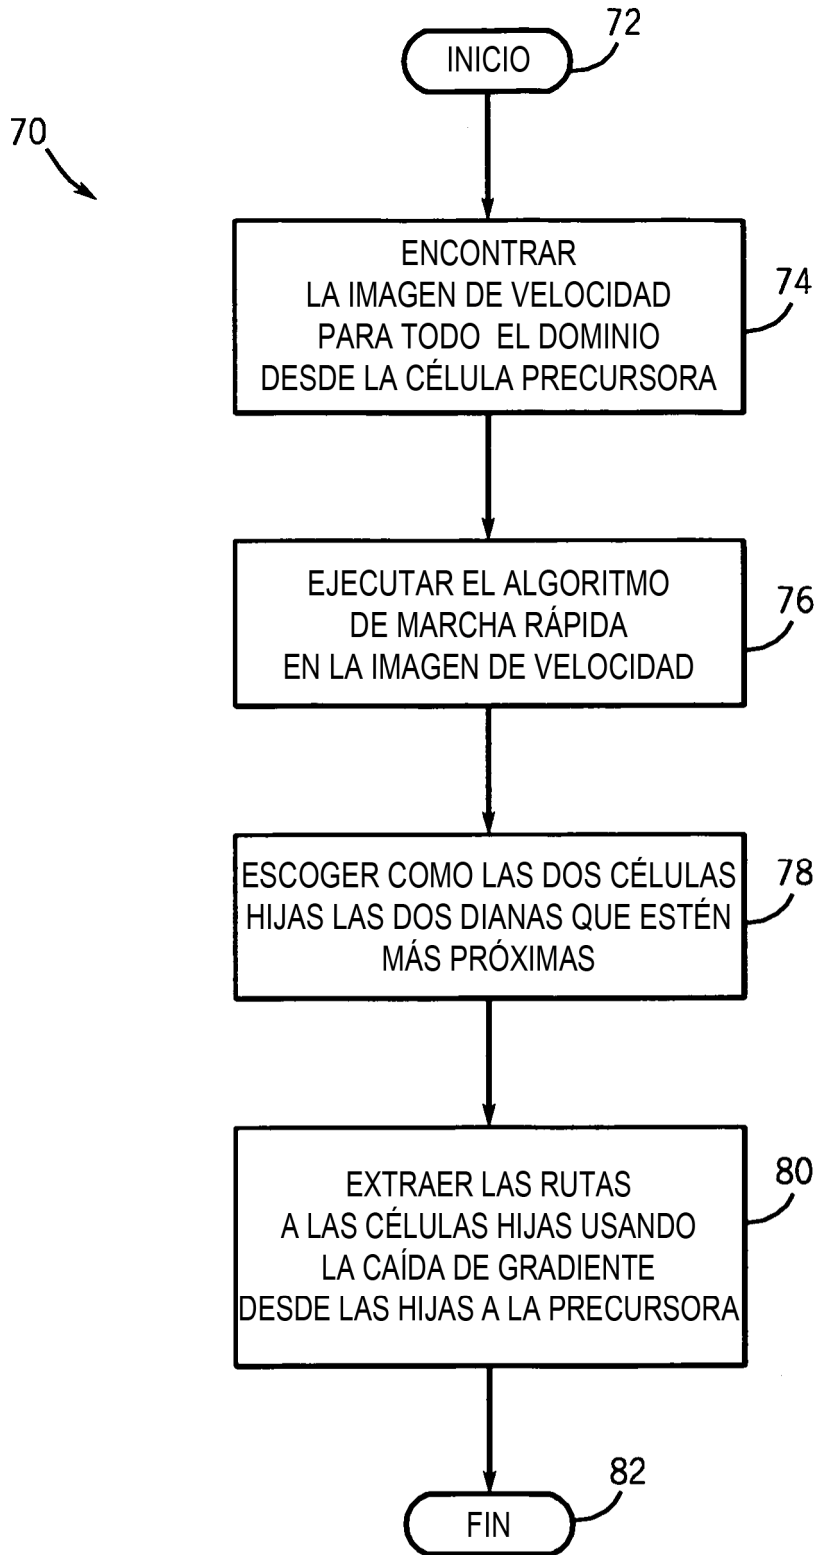 72
INICIO
70
ENCONTRAR
LA IMAGEN DE VELOCIDAD
PARA TODO EL DOMINIO
DESDE LA CÉLULA PRECURSORA
74
EJECUTAR EL ALGORITMO
DE MARCHA RÁPIDA
EN LA IMAGEN DE VELOCIDAD
76
ESCOGER COMO LAS DOS CÉLULAS
HIJAS LAS DOS DIANAS QUE ESTÉN
MÁS PRÓXIMAS
78
EXTRAER LAS RUTAS
A LAS CÉLULAS HIJAS USANDO
LA CAÍDA DE GRADIENTE
DESDE LAS HIJAS A LA PRECURSORA
80
82
FIN